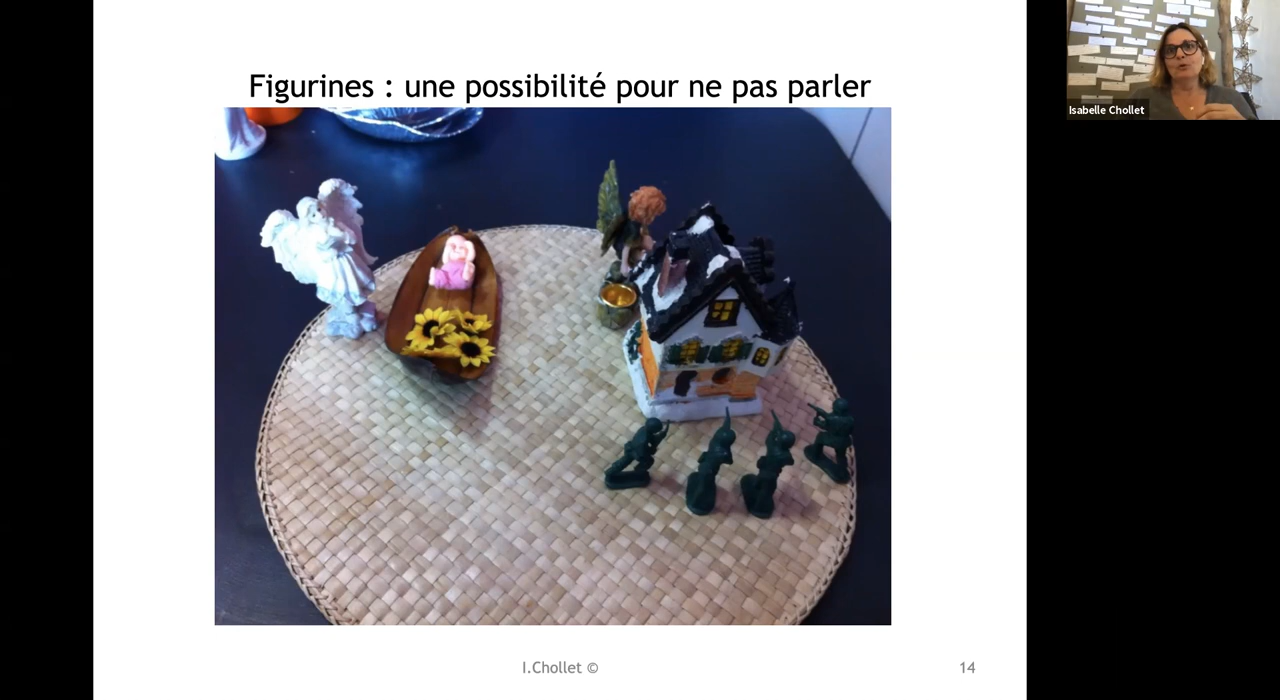 Figurines : une possibilité pour ne pas parler
Isabelle Chollet
I.Chollet ©
14